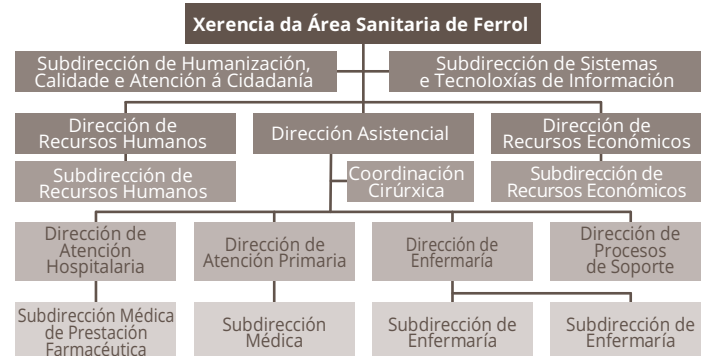 Xerencia da Área Sanitaria de Ferrol
Subdirección de Humanización,
Calidade e Atención á Cidadanía
Subdirección de Sistemas
e Tecnoloxías de Información
Dirección de
Recursos Humanos
Dirección Asistencial
Dirección de
Recursos Económicos
Subdirección de
Recursos Humanos
Coordinación
Cirúrxica
Subdirección de
Recursos Económicos
Dirección de
Atención
Hospitalaria
Dirección de
Atención Primaria
Dirección de
Enfermaría
Dirección de
Procesos
de Soporte
Subdirección Médica
de Prestación
Farmacéutica
Subdirección
Médica
Subdirección de
Enfermaría
Subdirección de
Enfermaría